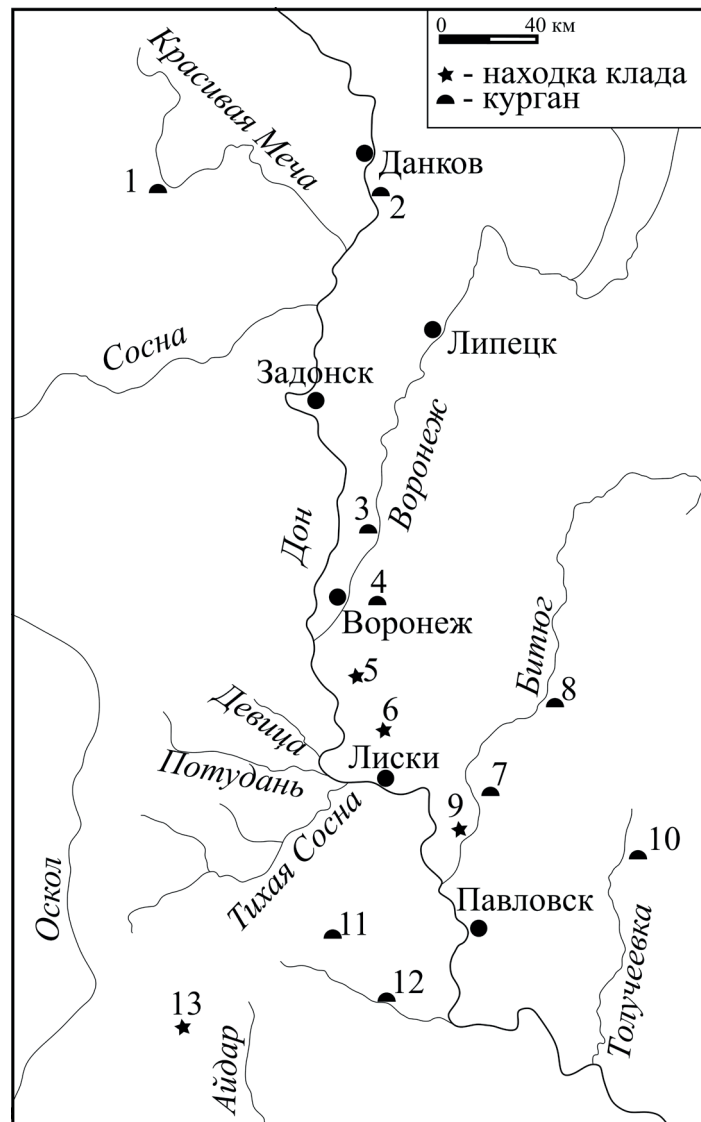 0 40 км
- находка клада
- курган
Красивая Меча
Данков
1
2
Сосна
Липецк
Задонск
Воронеж
Дон
3
4
Воронеж
Битюг
5
8
Девица
6
Лиски
Потудань
7
9
Тихая Сосна
10
Оскол
Павловск
11
Толучеевка
12
13
Айдар